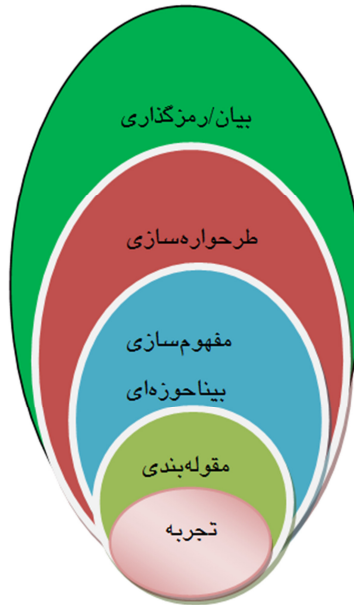 بیان/رمزگذاری
طرحواره‌سازی
مفهوم‌سازی
بیناحوزه‌ای
مقوله‌بندی
تجربه